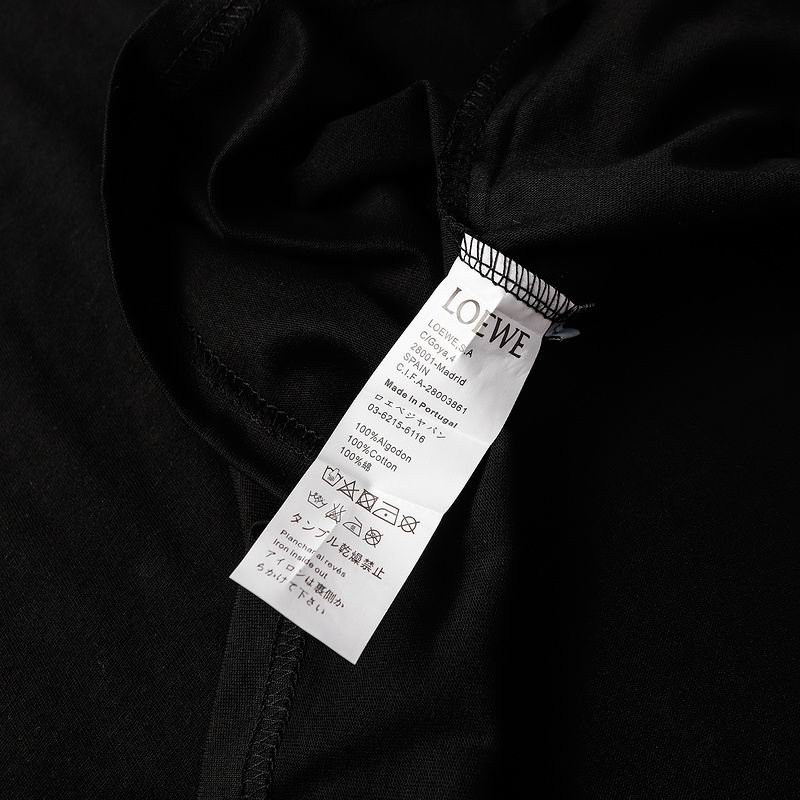 LOEWE
LOEWE,S.A
C/Goya,4
28001-Madrid
SPAIN
C.I.F.A-28003861
Made in Portugal
ロエベジャパン
03-6215-6116
100%Algodon
100%Cotton
100%綿
タンブル乾燥禁止
Planchar al revés
Iron inside out
アイロンは裏側か
らかけて下さい